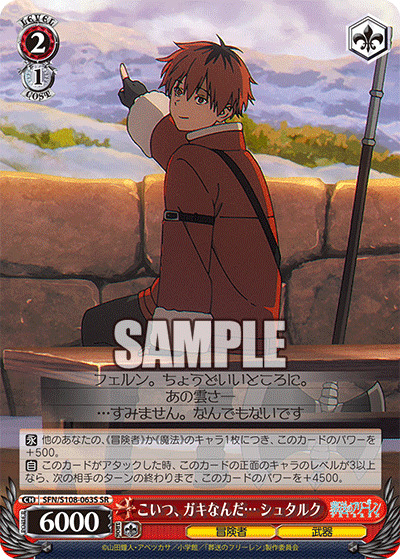 LEVEL
2
1
COST
SAMPLE
フェルン。ちょうどいいところに。
あの雲さ―
…すみません。なんでもないです
永 他のあなたの、《冒険者》か《魔法》のキャラ1枚につき、このカードのパワーを
+500。
自 このカードがアタックした時、このカードの正面のキャラのレベルが3以上
なら、次の相手のターンの終わりまで、このカードのパワーを+4500。
CH SFN/S108-063S SR
こいつ、ガキなんだ… シュタルク
葬送のフリーレン
POWER
6000
冒険者
武器
©山田鐘人・アベツカサ/小学館/「葬送のフリーレン」製作委員会